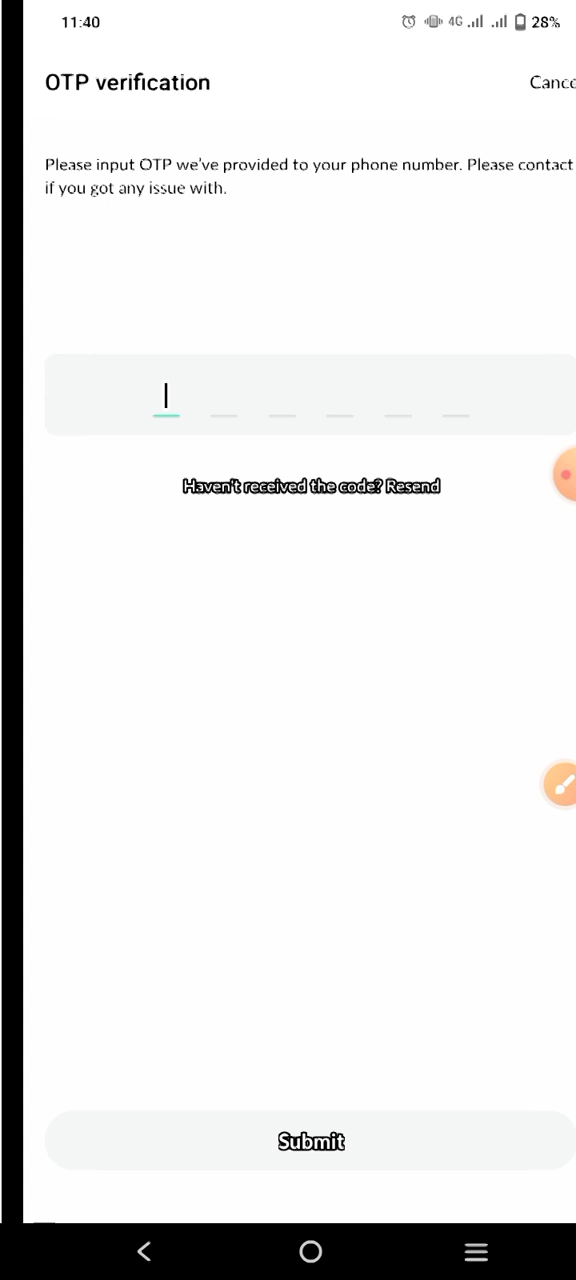 11:40
4G
28%
OTP verification
Please input OTP we've provided to your phone number. Please contact
if you got any issue with.
Haven't received the code? Resend
Submit